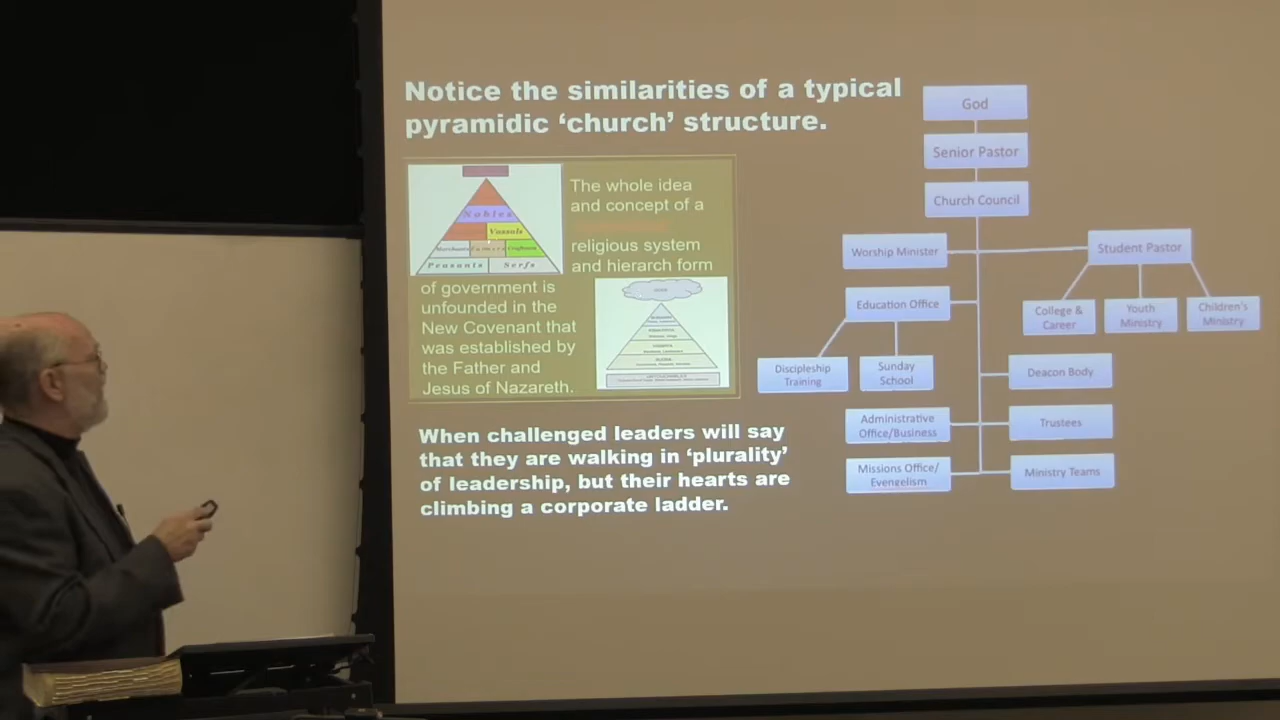 Notice the similarities of a typical
pyramidic ‘church’ structure.
Nobles
Vassals
Merchants
Craftsmen
Peasants
Serfs
The whole idea
and concept of a
religious system
and hierarch form
of government is
unfounded in the
New Covenant that
was established by
the Father and
Jesus of Nazareth.
When challenged leaders will say
that they are walking in ‘plurality’
of leadership, but their hearts are
climbing a corporate ladder.
God
Senior Pastor
Church Council
Worship Minister
Student Pastor
Education Office
College &
Career
Youth
Ministry
Children's
Ministry
Discipleship
Training
Sunday
School
Deacon Body
Administrative
Office/Business
Trustees
Missions Office/
Evengelism
Ministry Teams